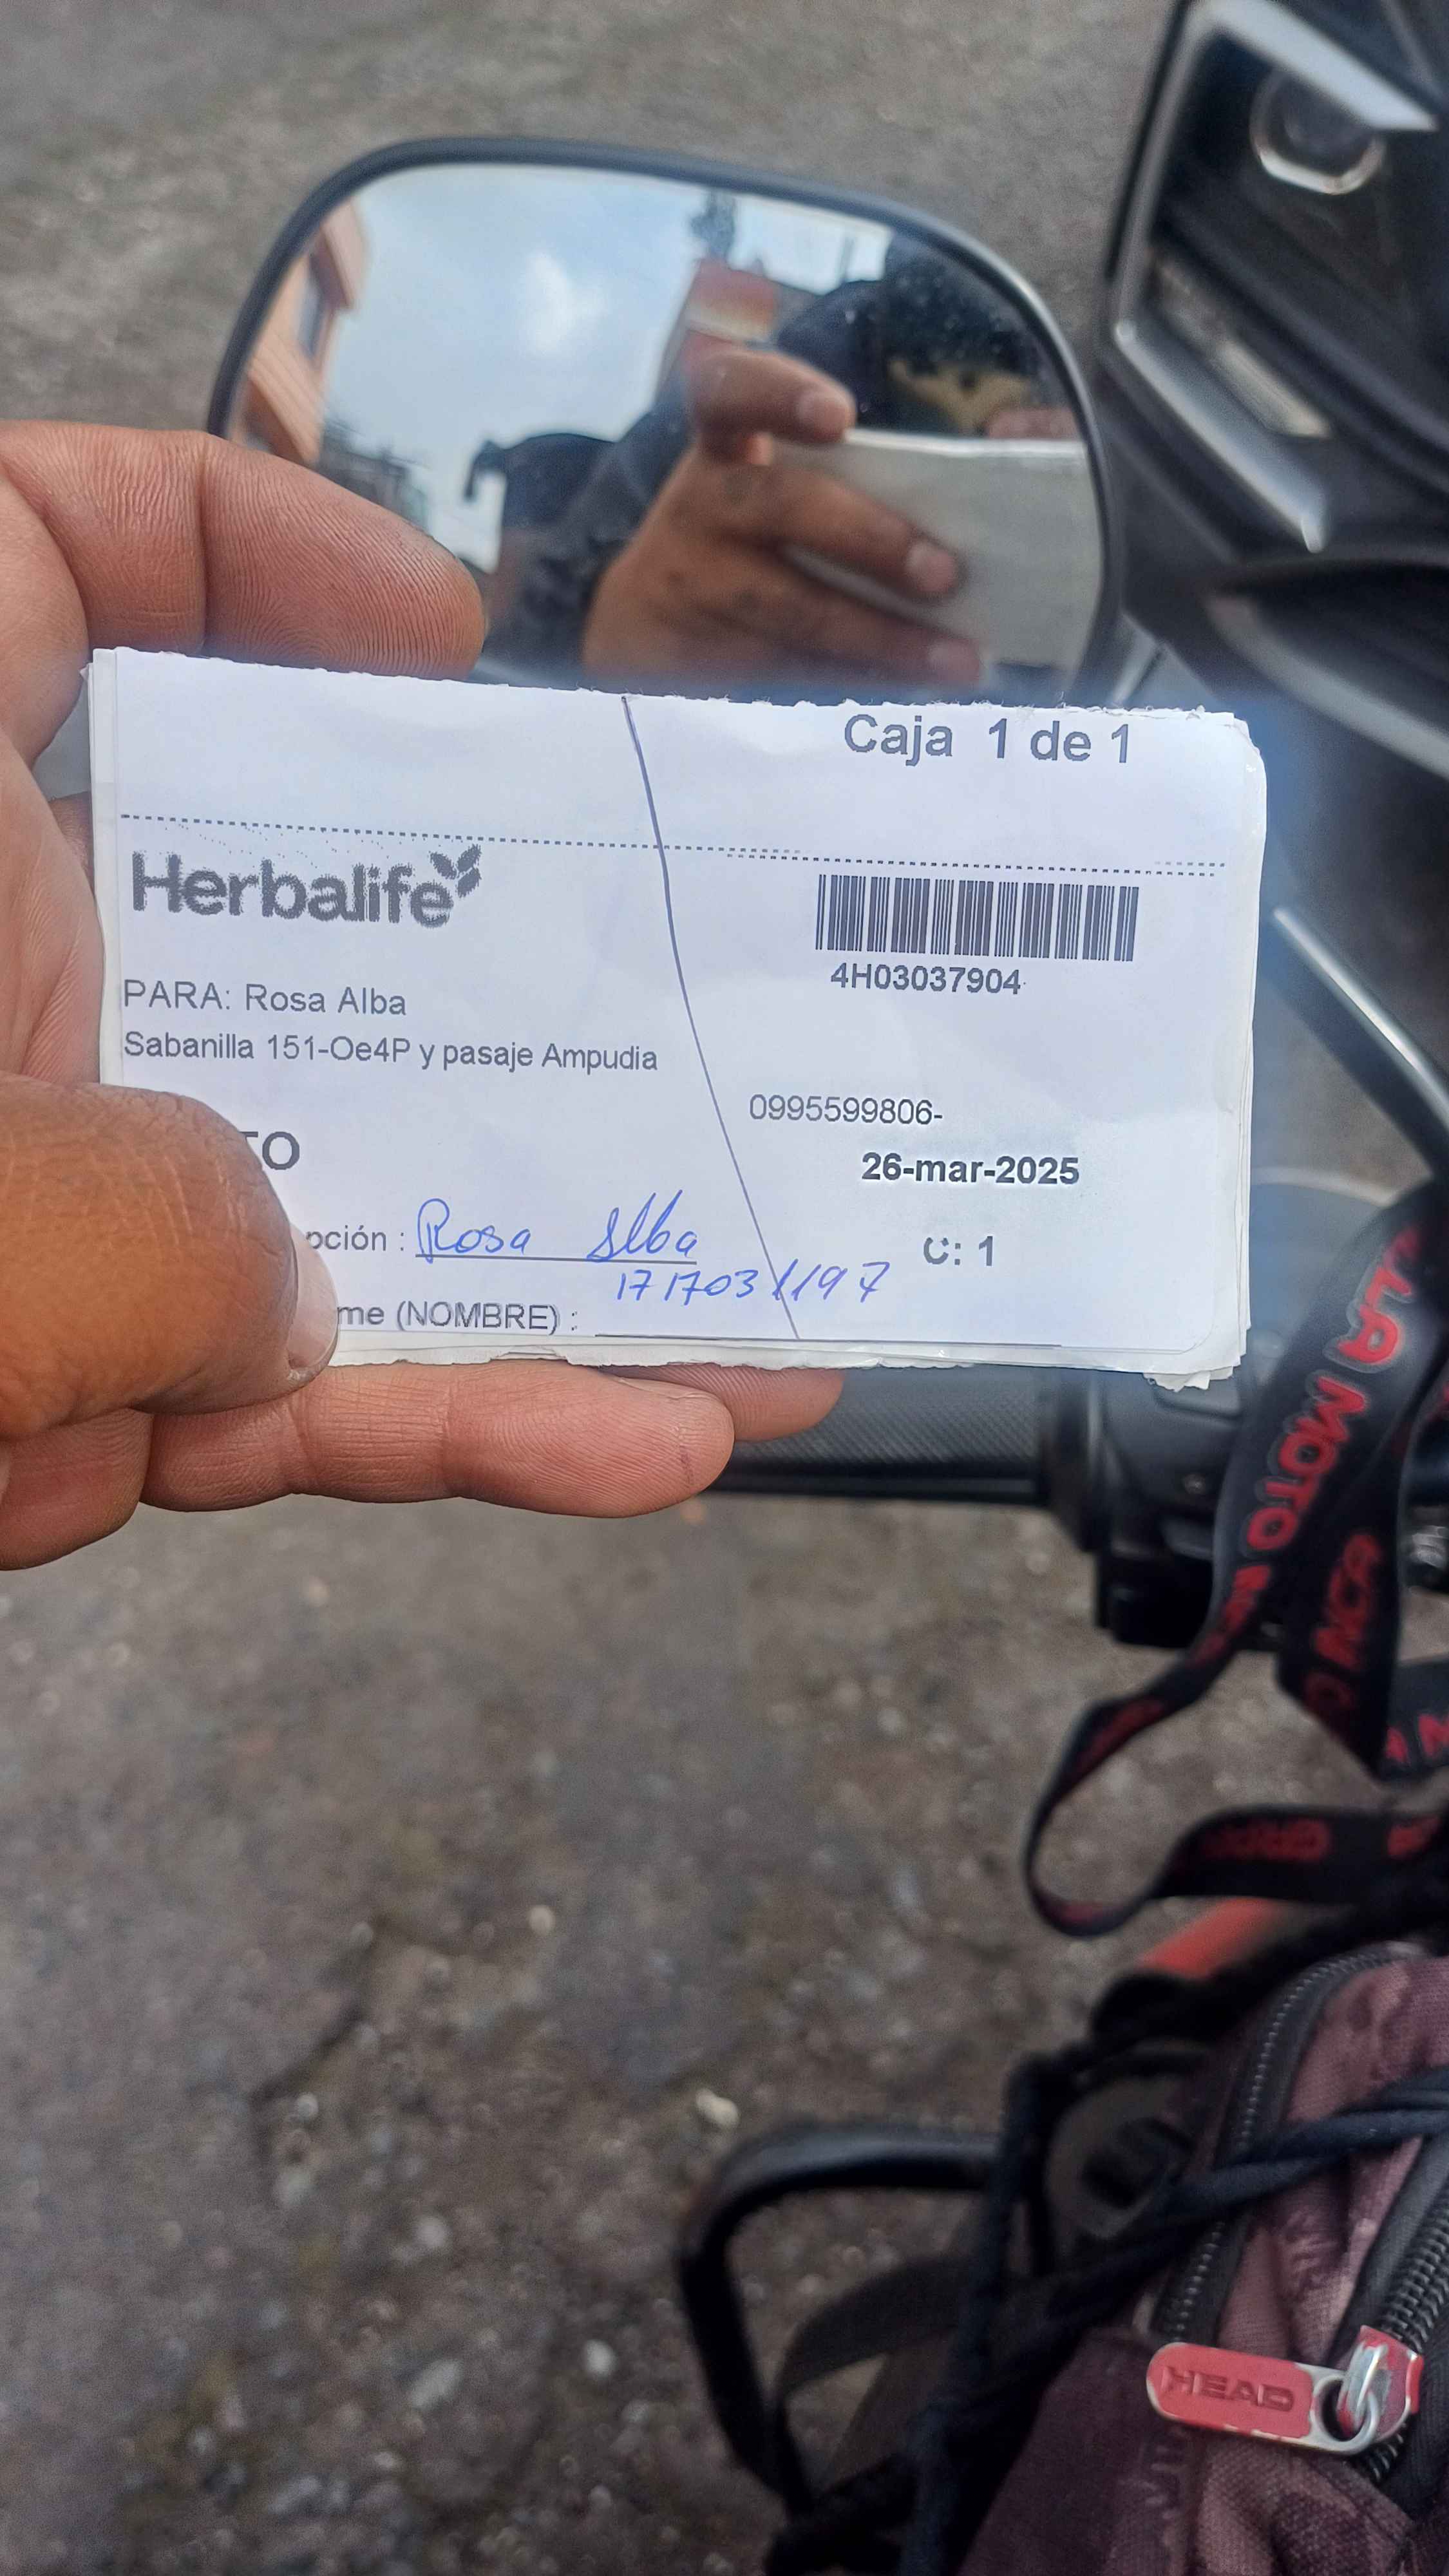 Caja 1 de 1
Herbalife
4H03037904
PARA: Rosa Alba
Sabanilla 151-Oe4P y pasaje Ampudia
0995599806-
TO
26-mar-2025
pción : Rosa Alba
C: 1
1717031197
me (NOMBRE) :
LA MOTO
HEAD